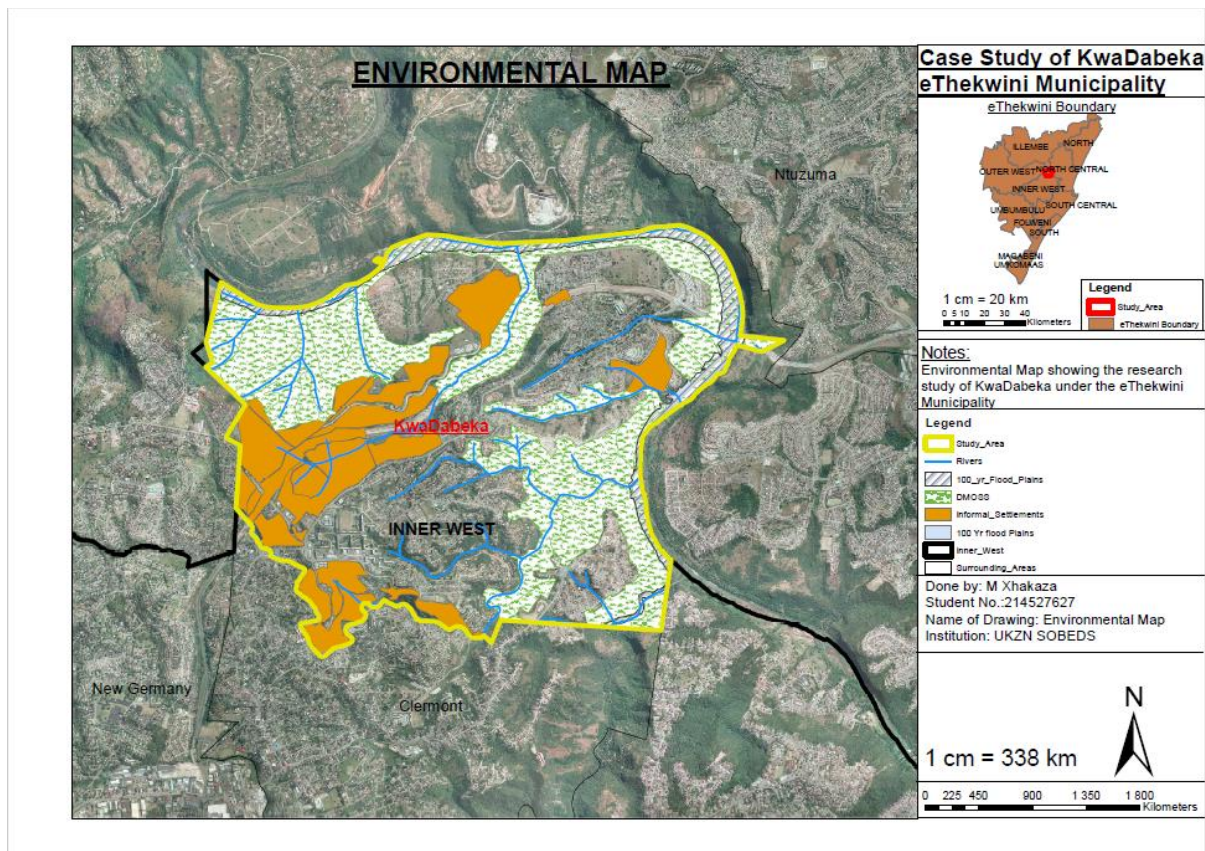 ENVIRONMENTAL MAP
Ntuzuma
KwaDabeka
INNER WEST
New Germany
Clermont
Case Study of KwaDabeka
eThekwini Municipality
eThekwini Boundary
ILLEMBE
NORTH
OUTER WEST
NORTH CENTRAL
INNER WEST
UMBUMBULU
SOUTH CENTRAL
FOLWENI
SOUTH
MAGABENI
UMKOMAAS
1 cm = 20 km
0 5 10 20 30 40
Kilometers
Legend
Study_Area
eThekwini Boundary
Notes:
Environmental Map showing the research
study of KwaDabeka under the eThekwini
Municipality
Legend
Study_Area
Rivers
100_yr_Flood_Plains
DMOSS
Informal_Settlements
100 Yr flood Plains
Inner_West
Surrounding_Areas
Done by: M Xhakaza
Student No.:214527627
Name of Drawing: Environmental Map
Institution: UKZN SOBEDS
N
1 cm = 338 km
0 225 450 900 1 350 1 800
Kilometers